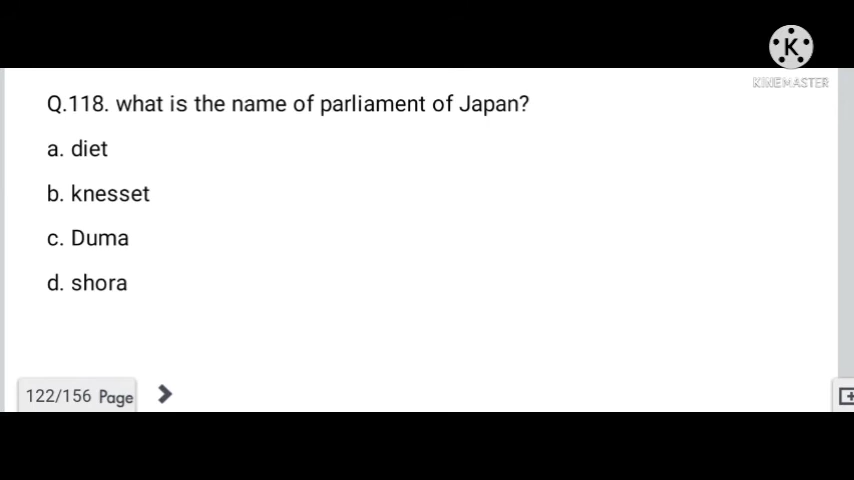 K
KINEMASTER
Q.118. what is the name of parliament of Japan?
a. diet
b. knesset
c. Duma
d. shora
122/156 Page